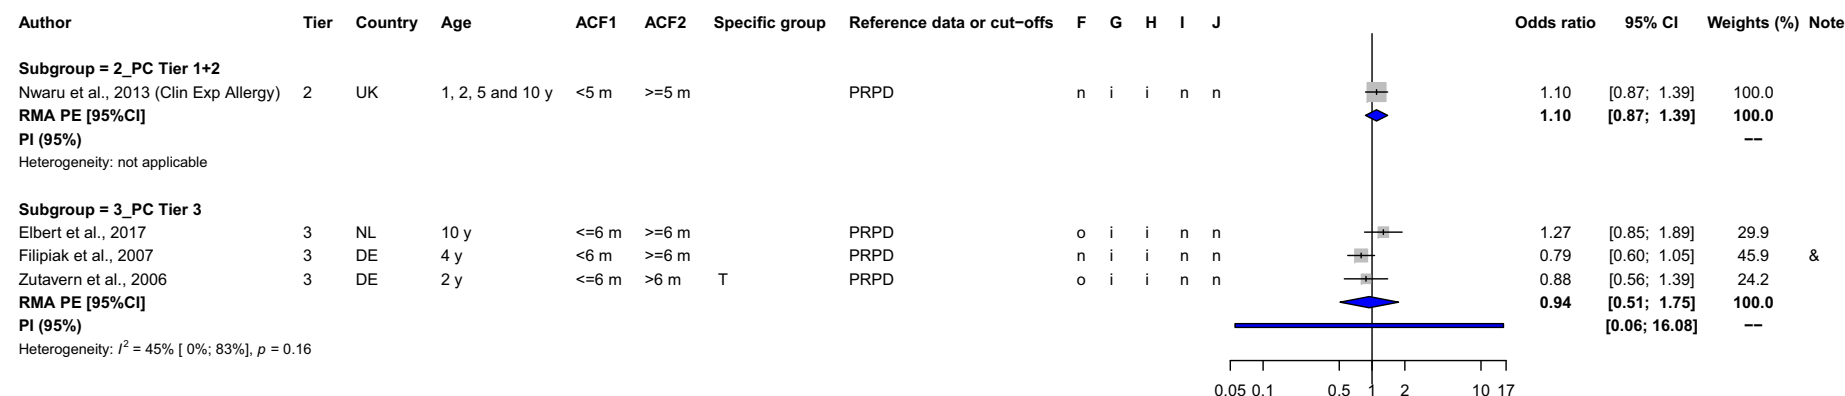 Author Tier Country Age ACF1 ACF2 Specific group Reference data or cut−offs F G H I J Odds ratio 95% CI Weights (%) Note
Subgroup = 2_PC Tier 1+2
Nwaru et al., 2013 (Clin Exp Allergy) 2 UK 1, 2, 5 and 10 y <5 m >=5 m PRPD n i i n n 1.10 [0.87; 1.39] 100.0
RMA PE [95%CI] 1.10 [0.87; 1.39] 100.0
PI (95%) −−
Heterogeneity: not applicable
Subgroup = 3_PC Tier 3
Elbert et al., 2017 3 NL 10 y <=6 m >=6 m PRPD o i i n n 1.27 [0.85; 1.89] 29.9
Filipiak et al., 2007 3 DE 4 y <6 m >=6 m PRPD n i i n n 0.79 [0.60; 1.05] 45.9 &
Zutavern et al., 2006 3 DE 2 y <=6 m >6 m T PRPD o i i n n 0.88 [0.56; 1.39] 24.2
RMA PE [95%CI] 0.94 [0.51; 1.75] 100.0
PI (95%) [0.06; 16.08] −−
Heterogeneity: I² = 45% [ 0%; 83%], p = 0.16
0.05 0.1 0.5 1 2 10 17